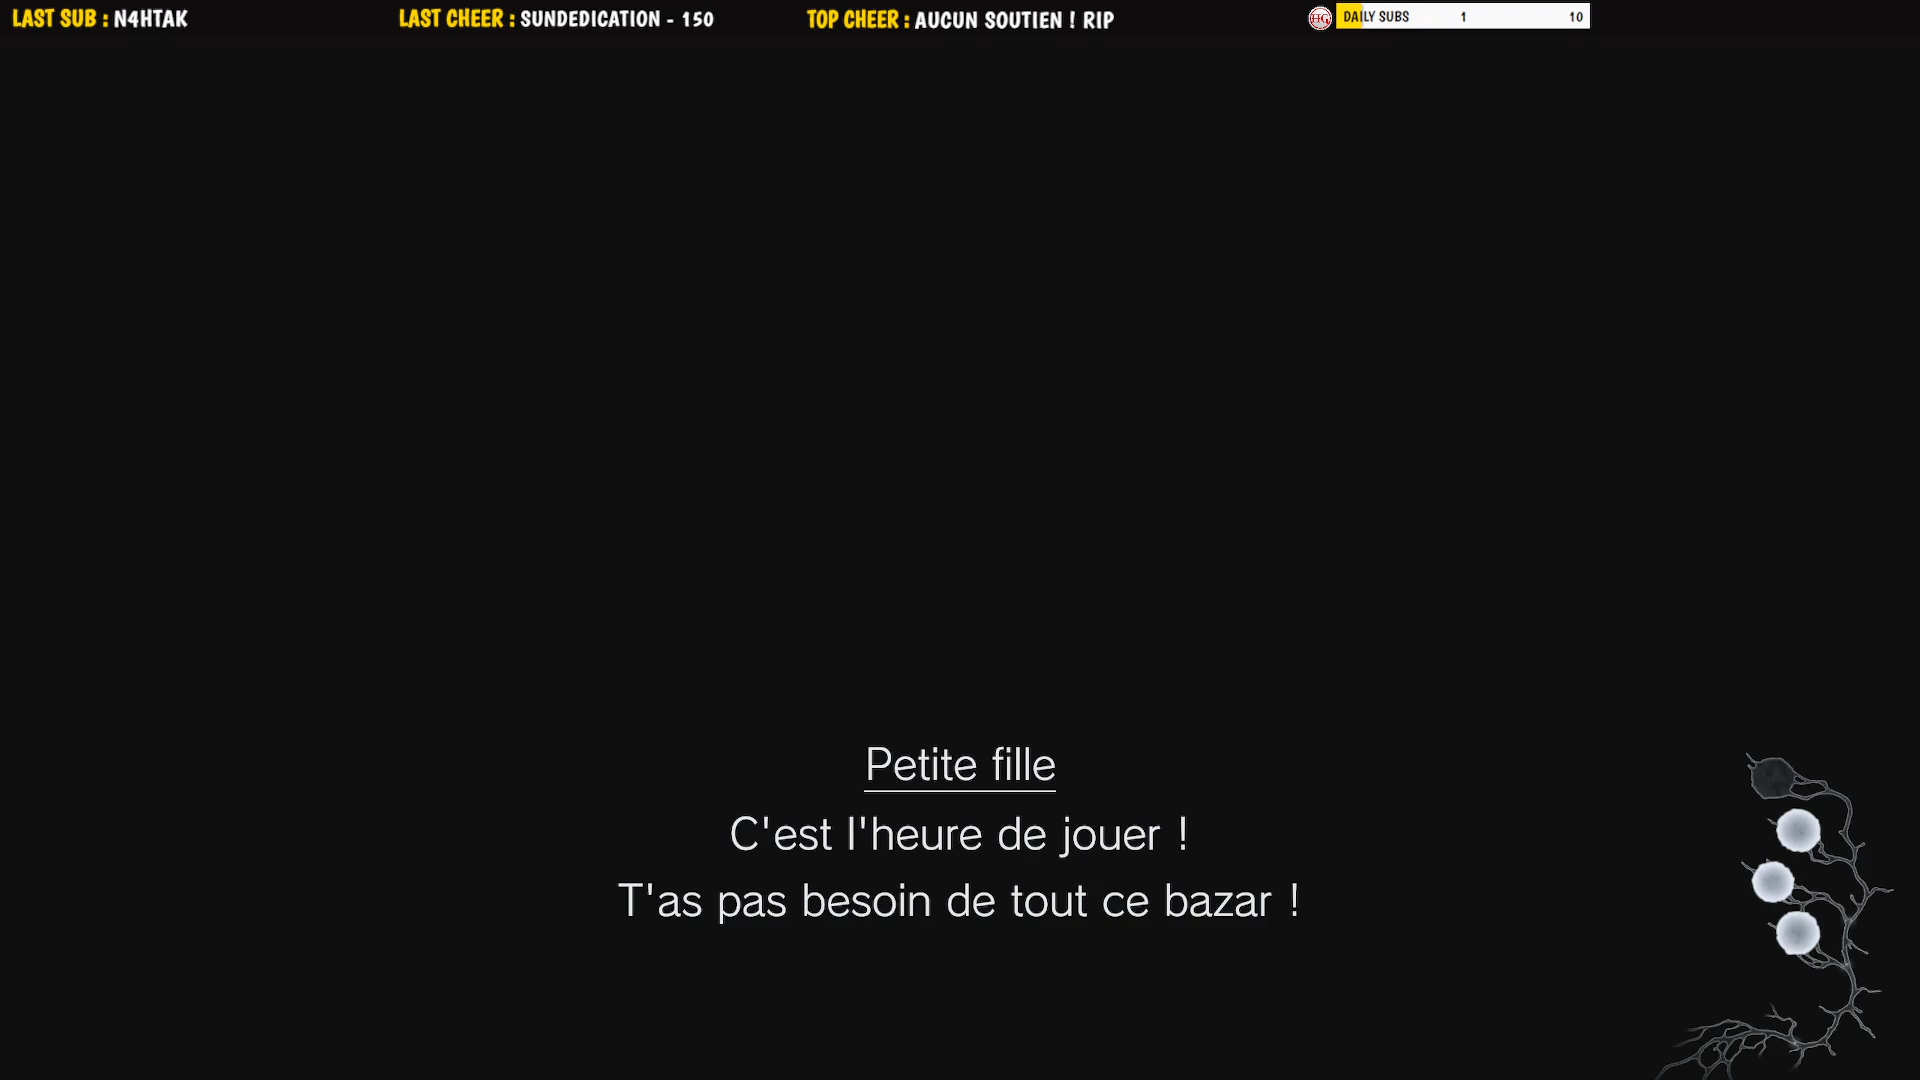 LAST SUB : N4HTAK
LAST CHEER : SUNDEDICATION - 150
TOP CHEER : AUCUN SOUTIEN ! RIP
HG DAILY SUBS 1 10
Petite fille
C'est l'heure de jouer !
T'as pas besoin de tout ce bazar !